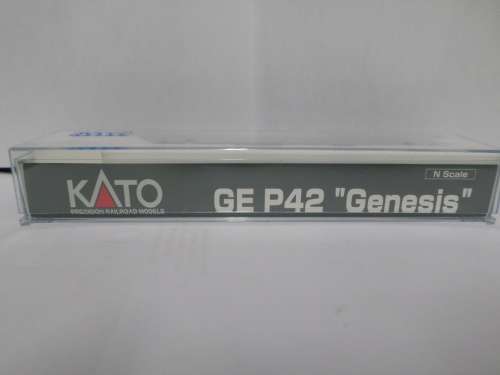 KATO
PRECISION RAILROAD MODELS
GE P42 "Genesis"
N Scale